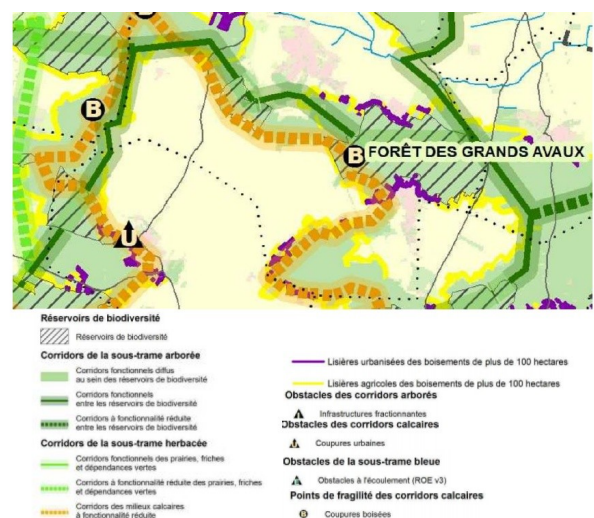 B
B
FORÊT DES GRANDS AVAUX
B
U
Réservoirs de biodiversité
Réservoirs de biodiversité
Corridors de la sous-trame arborée
Corridors fonctionnels diffus
au sein des réservoirs de biodiversité
Corridors fonctionnels
entre les réservoirs de biodiversité
Corridors à fonctionnalité réduite
entre les réservoirs de biodiversité
Corridors de la sous-trame herbacée
Corridors fonctionnels des prairies, friches
et dépendances vertes
Corridors à fonctionnalité réduite des prairies, friches
et dépendances vertes
Corridors des milieux calcaires
à fonctionnalité réduite
Lisières urbanisées des boisements de plus de 100 hectares
Lisières agricoles des boisements de plus de 100 hectares
Obstacles des corridors arborés
Infrastructures fractionnantes
Obstacles des corridors calcaires
Coupures urbaines
Obstacles de la sous-trame bleue
Obstacles à l'écoulement (ROE v3)
Points de fragilité des corridors calcaires
B Coupures boisées